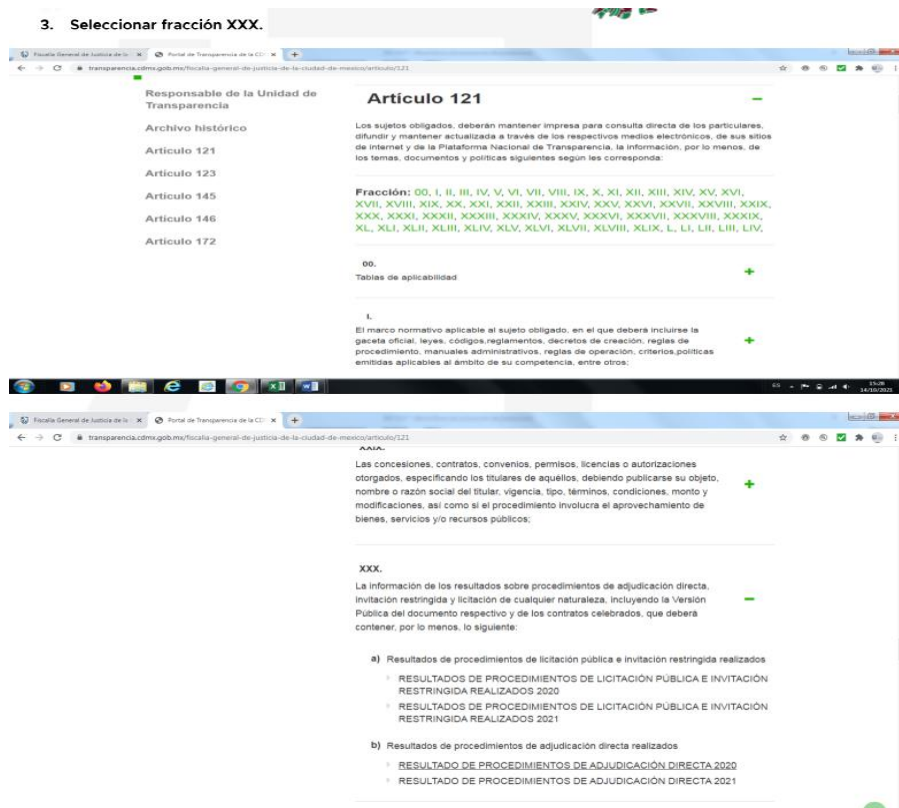 3. Seleccionar fracción XXX.
Fiscalía General de Justicia de la
Portal de Transparencia de la CD
transparencia.cdmx.gob.mx/fiscalia-general-de-justicia-de-la-ciudad-de-mexico/articulo/121
Responsable de la Unidad de
Transparencia
Archivo histórico
Artículo 121
Artículo 123
Artículo 145
Artículo 146
Artículo 172
Artículo 121
Los sujetos obligados, deberán mantener impresa para consulta directa de los particulares,
difundir y mantener actualizada a través de los respectivos medios electrónicos, de sus sitios
de internet y de la Plataforma Nacional de Transparencia, la información, por lo menos, de
los temas, documentos y políticas siguientes según les corresponda:
Fracción: 00, I, II, III, IV, V, VI, VII, VIII, IX, X, XI, XII, XIII, XIV, XV, XVI,
XVII, XVIII, XIX, XX, XXI, XXII, XXIII, XXIV, XXV, XXVI, XXVII, XXVIII, XXIX,
XXX, XXXI, XXXII, XXXIII, XXXIV, XXXV, XXXVI, XXXVII, XXXVIII, XXXIX,
XL, XLI, XLII, XLIII, XLIV, XLV, XLVI, XLVII, XLVIII, XLIX, L, LI, LII, LIII, LIV,
00.
Tablas de aplicabilidad
I.
El marco normativo aplicable al sujeto obligado, en el que deberá incluirse la
gaceta oficial, leyes, códigos,reglamentos, decretos de creación, reglas de
procedimiento, manuales administrativos, reglas de operación, criterios,políticas
emitidas aplicables al ámbito de su competencia, entre otros;
ES
15:28
14/10/2021
Fiscalía General de Justicia de la
Portal de Transparencia de la CD
transparencia.cdmx.gob.mx/fiscalia-general-de-justicia-de-la-ciudad-de-mexico/articulo/121
XXIX.
Las concesiones, contratos, convenios, permisos, licencias o autorizaciones
otorgados, especificando los titulares de aquéllos, debiendo publicarse su objeto,
nombre o razón social del titular, vigencia, tipo, términos, condiciones, monto y
modificaciones, así como si el procedimiento involucra el aprovechamiento de
bienes, servicios y/o recursos públicos;
XXX.
La información de los resultados sobre procedimientos de adjudicación directa,
invitación restringida y licitación de cualquier naturaleza, incluyendo la Versión
Pública del documento respectivo y de los contratos celebrados, que deberá
contener, por lo menos, lo siguiente:
a) Resultados de procedimientos de licitación pública e invitación restringida realizados
RESULTADOS DE PROCEDIMIENTOS DE LICITACIÓN PÚBLICA E INVITACIÓN
RESTRINGIDA REALIZADOS 2020
RESULTADOS DE PROCEDIMIENTOS DE LICITACIÓN PÚBLICA E INVITACIÓN
RESTRINGIDA REALIZADOS 2021
b) Resultados de procedimientos de adjudicación directa realizados
RESULTADO DE PROCEDIMIENTOS DE ADJUDICACIÓN DIRECTA 2020
RESULTADO DE PROCEDIMIENTOS DE ADJUDICACIÓN DIRECTA 2021